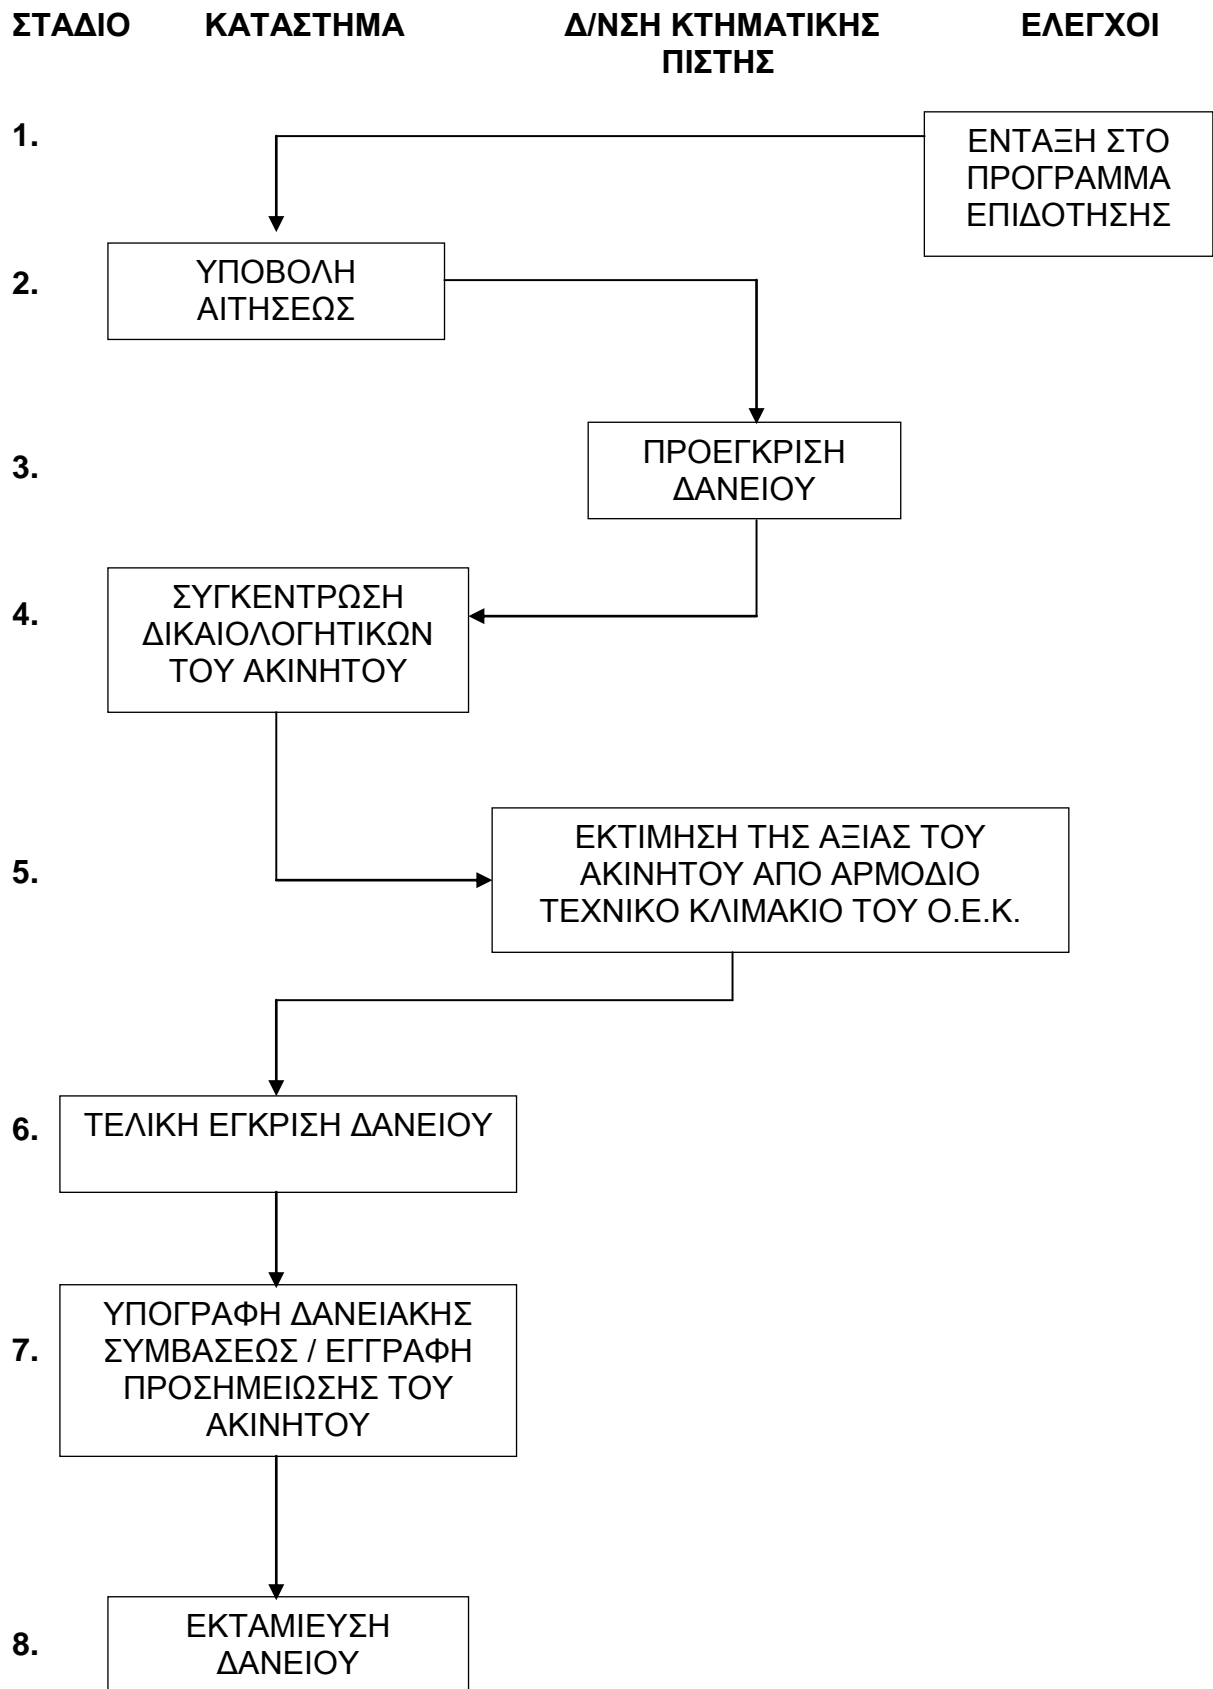 ΣΤΑΔΙΟ ΚΑΤΑΣΤΗΜΑ Δ/ΝΣΗ ΚΤΗΜΑΤΙΚΗΣ ΕΛΕΓΧΟΙ
ΠΙΣΤΗΣ
1.
ΕΝΤΑΞΗ ΣΤΟ
ΠΡΟΓΡΑΜΜΑ
ΕΠΙΔΟΤΗΣΗΣ
2.
ΥΠΟΒΟΛΗ
ΑΙΤΗΣΕΩΣ
3.
ΠΡΟΕΓΚΡΙΣΗ
ΔΑΝΕΙΟΥ
4.
ΣΥΓΚΕΝΤΡΩΣΗ
ΔΙΚΑΙΟΛΟΓΗΤΙΚΩΝ
ΤΟΥ ΑΚΙΝΗΤΟΥ
5.
ΕΚΤΙΜΗΣΗ ΤΗΣ ΑΞΙΑΣ ΤΟΥ
ΑΚΙΝΗΤΟΥ ΑΠΟ ΑΡΜΟΔΙΟ
ΤΕΧΝΙΚΟ ΚΛΙΜΑΚΙΟ ΤΟΥ Ο.Ε.Κ.
6.
ΤΕΛΙΚΗ ΕΓΚΡΙΣΗ ΔΑΝΕΙΟΥ
7.
ΥΠΟΓΡΑΦΗ ΔΑΝΕΙΑΚΗΣ
ΣΥΜΒΑΣΕΩΣ / ΕΓΓΡΑΦΗ
ΠΡΟΣΗΜΕΙΩΣΗΣ ΤΟΥ
ΑΚΙΝΗΤΟΥ
8.
ΕΚΤΑΜΙΕΥΣΗ
ΔΑΝΕΙΟΥ